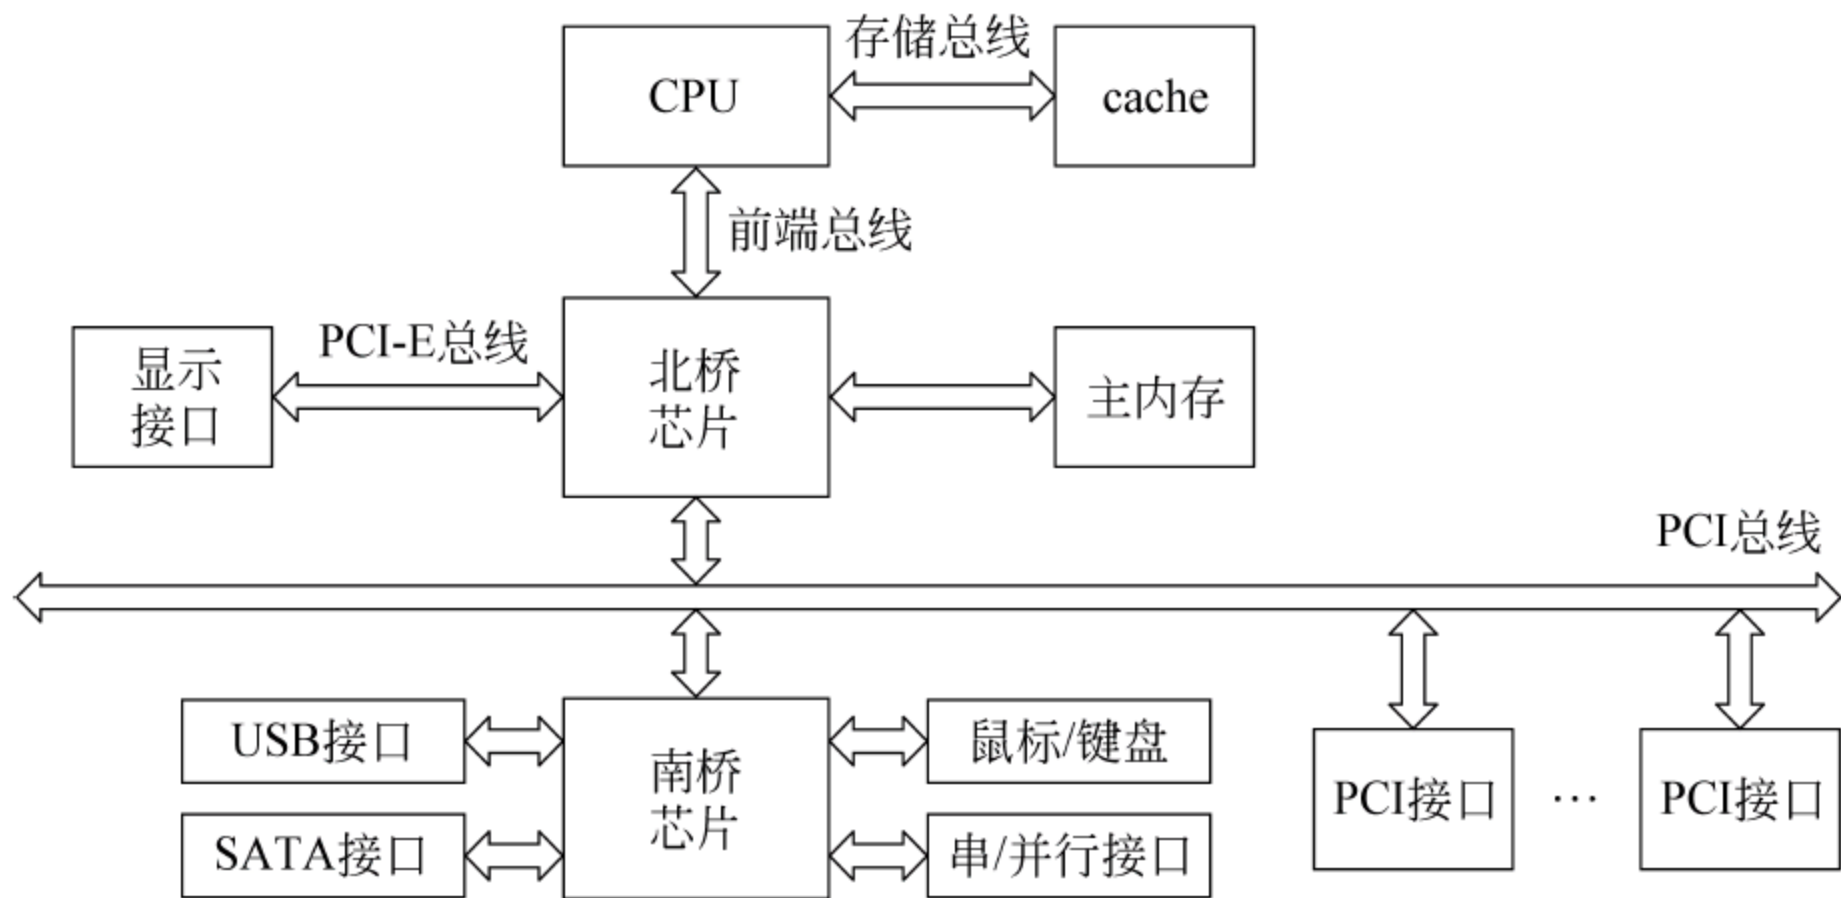 存储总线
CPU
cache
前端总线
PCI-E总线
显示
接口
北桥
芯片
主内存
PCI总线
USB接口
南桥
芯片
鼠标/键盘
SATA接口
串/并行接口
PCI接口
…
PCI接口